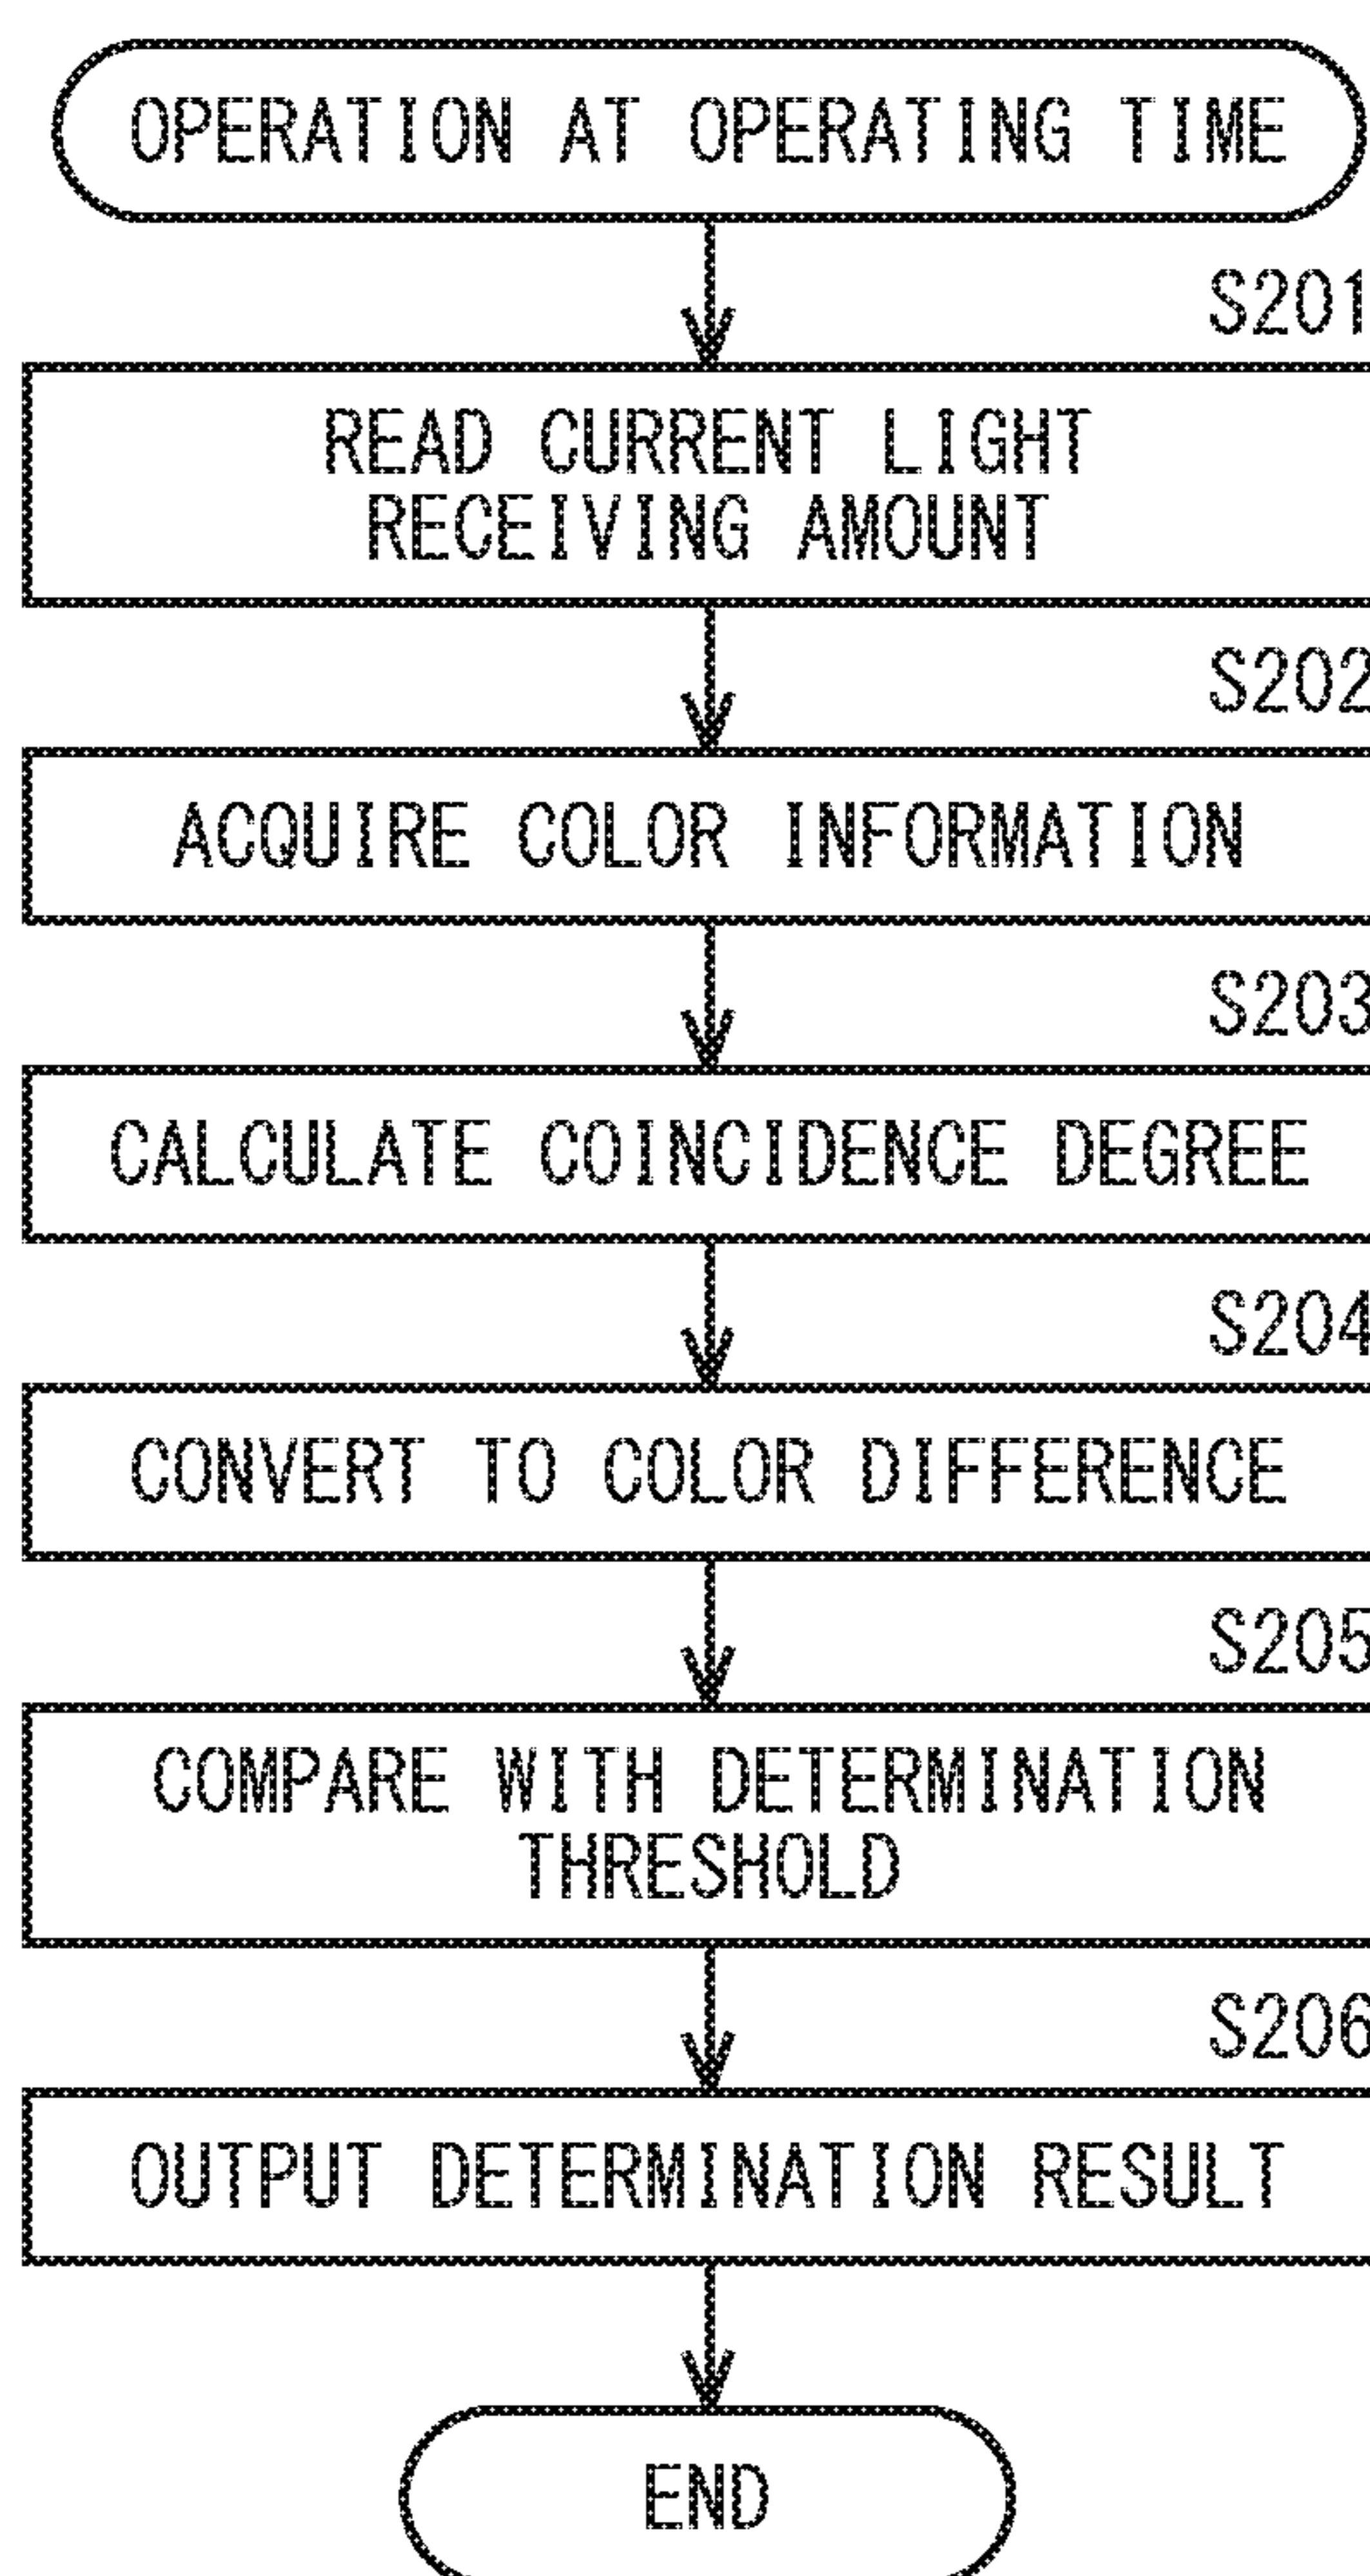 OPERATION AT OPERATING TIME
S201
READ CURRENT LIGHT
RECEIVING AMOUNT
S202
ACQUIRE COLOR INFORMATION
S203
CALCULATE COINCIDENCE DEGREE
S204
CONVERT TO COLOR DIFFERENCE
S205
COMPARE WITH DETERMINATION
THRESHOLD
S206
OUTPUT DETERMINATION RESULT
END